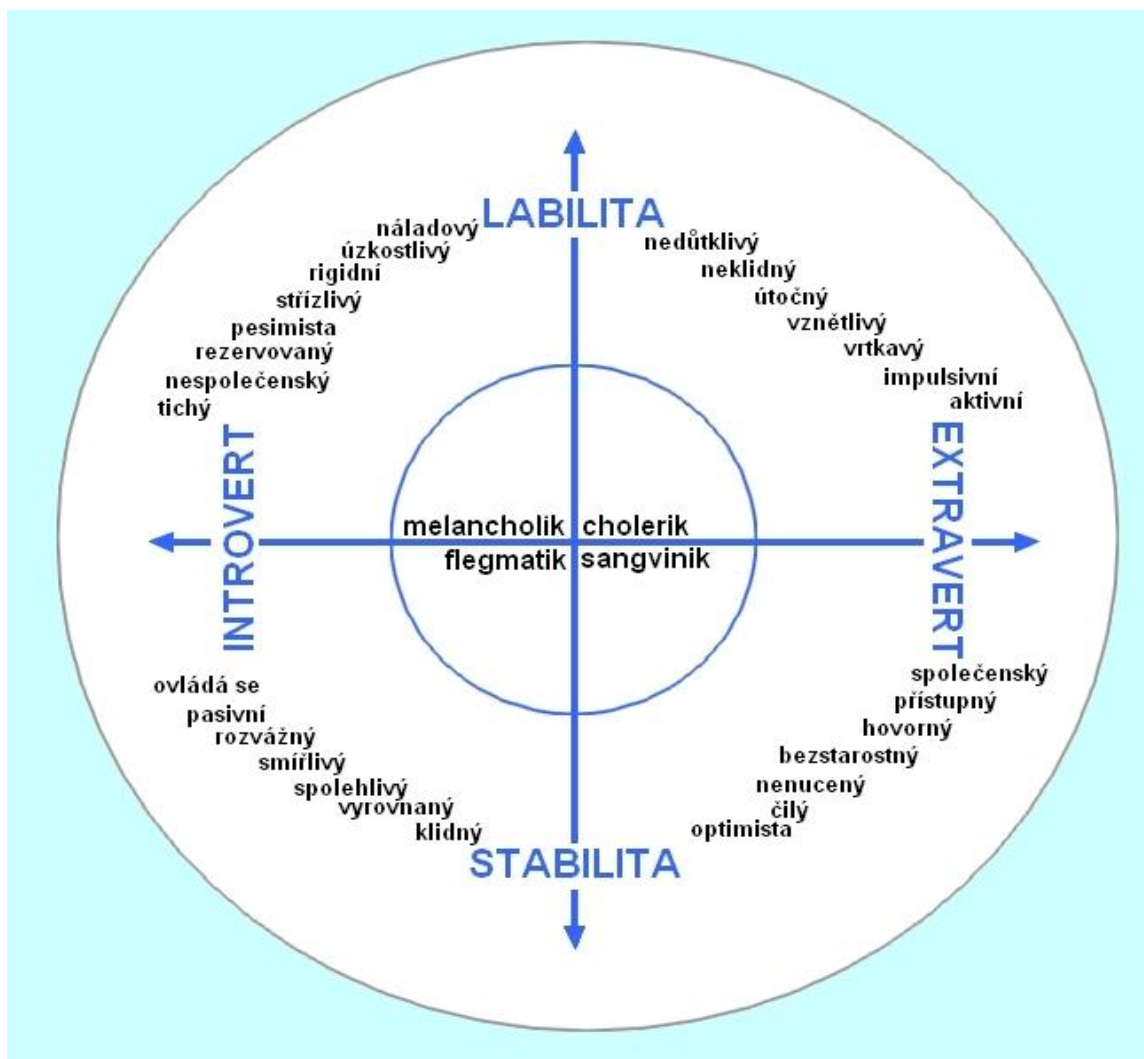 LABILITA
náladový
úzkostlivý
rigidní
střízlivý
pesimista
rezervovaný
nespolečenský
tichý
nedůtklivý
neklidný
útočný
vznětlivý
vrtkavý
impulsivní
aktivní
INTROVERT
EXTRAVERT
melancholik cholerik
flegmatik sangvinik
ovládá se
pasivní
rozvážný
smířlivý
spolehlivý
vyrovnaný
klidný
společenský
přístupný
hovorný
bezstarostný
nenucený
čilý
optimista
STABILITA